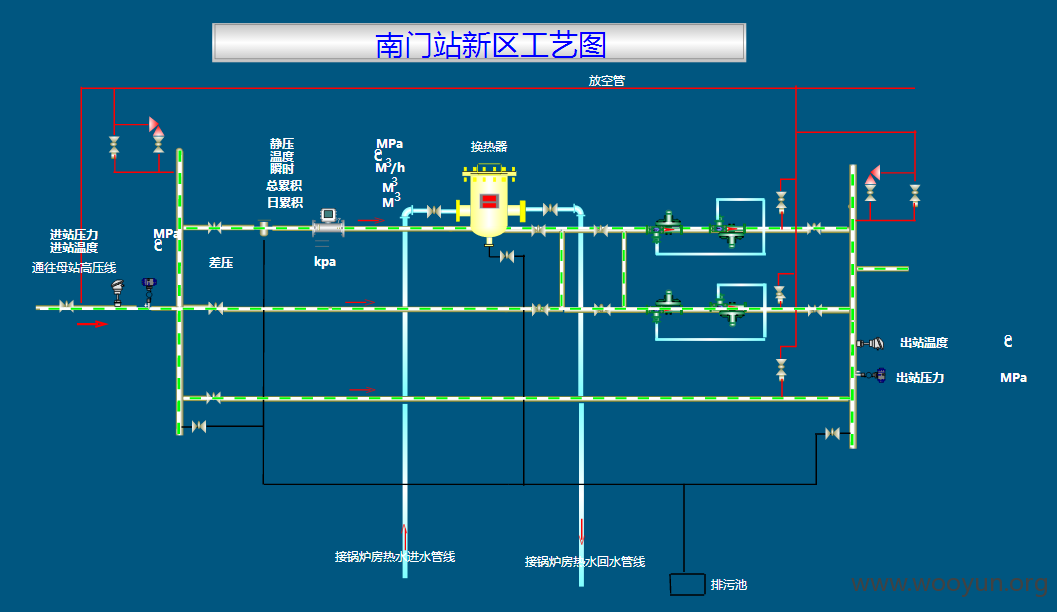 南门站新区工艺图
放空管
静压 MPa
温度 ℃
瞬时 M³/h
总累积 M³
日累积 M³
换热器
进站压力 MPa
进站温度 ℃
通往母站高压线
差压 kpa
出站温度 ℃
出站压力 MPa
接锅炉房热水进水管线
接锅炉房热水回水管线
排污池
www.wooyun.org